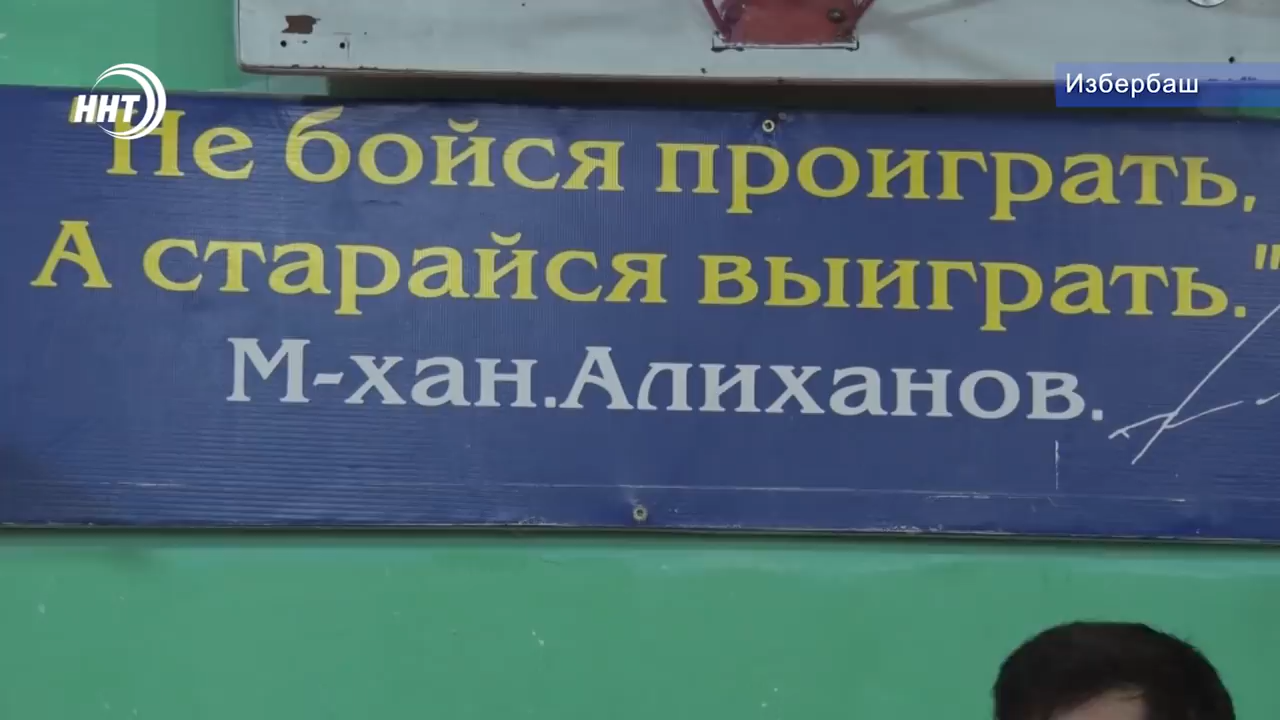 ННТ
Избербаш
Не бойся проиграть,
А старайся выиграть."
М-хан.Алиханов.